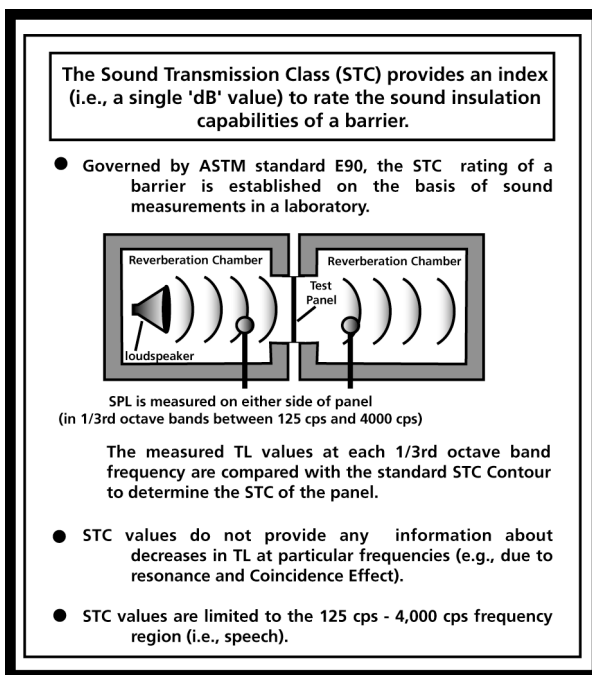 The Sound Transmission Class (STC) provides an index
(i.e., a single 'dB' value) to rate the sound insulation
capabilities of a barrier.
● Governed by ASTM standard E90, the STC rating of a
barrier is established on the basis of sound
measurements in a laboratory.
Reverberation Chamber
Reverberation Chamber
Test
Panel
loudspeaker
SPL is measured on either side of panel
(in 1/3rd octave bands between 125 cps and 4000 cps)
The measured TL values at each 1/3rd octave band
frequency are compared with the standard STC Contour
to determine the STC of the panel.
● STC values do not provide any information about
decreases in TL at particular frequencies (e.g., due to
resonance and Coincidence Effect).
● STC values are limited to the 125 cps - 4,000 cps frequency
region (i.e., speech).